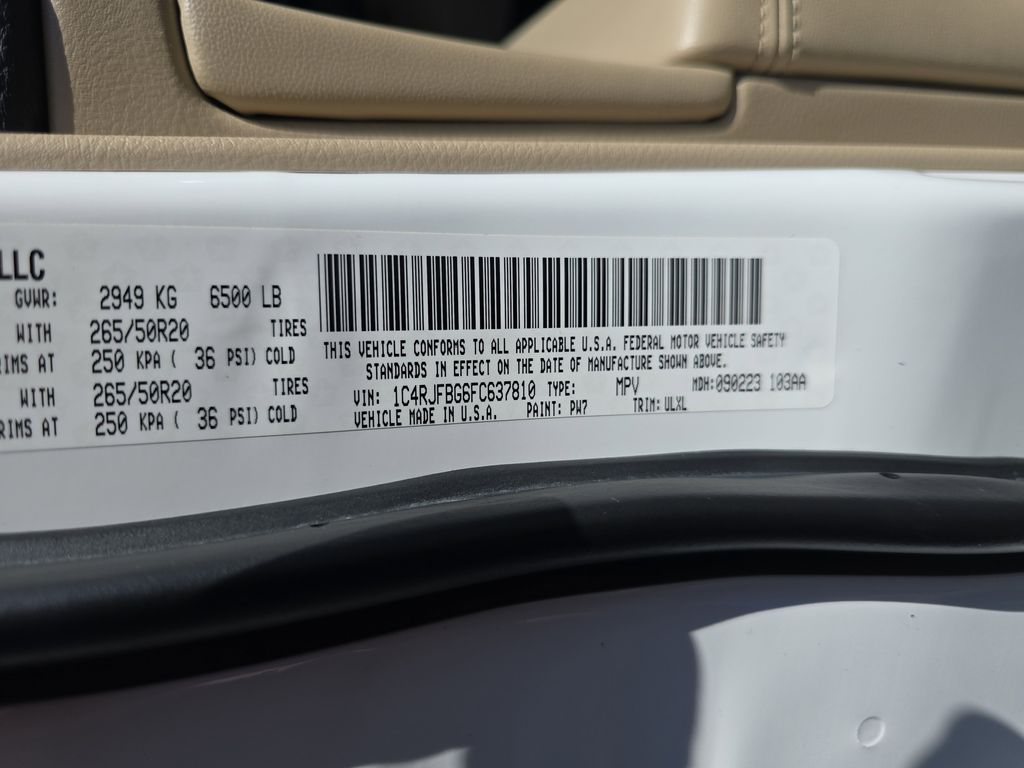 LLC
GVWR: 2949 KG 6500 LB
WITH 265/50R20 TIRES
RIMS AT 250 KPA ( 36 PSI) COLD
WITH 265/50R20 TIRES
RIMS AT 250 KPA ( 36 PSI) COLD
THIS VEHICLE CONFORMS TO ALL APPLICABLE U.S.A. FEDERAL MOTOR VEHICLE SAFETY
STANDARDS IN EFFECT ON THE DATE OF MANUFACTURE SHOWN ABOVE.
VIN: 1C4RJFBG6FC637810 TYPE: MPV MDH:090223 103AA
VEHICLE MADE IN U.S.A. PAINT: PW7 TRIM: ULXL